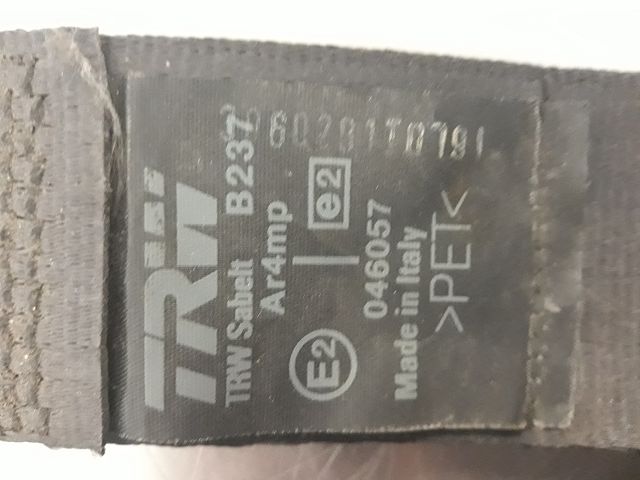 TRW
TRW Sabelt B237
Ar4mp
E2 e2
046057
Made in Italy
>PET<